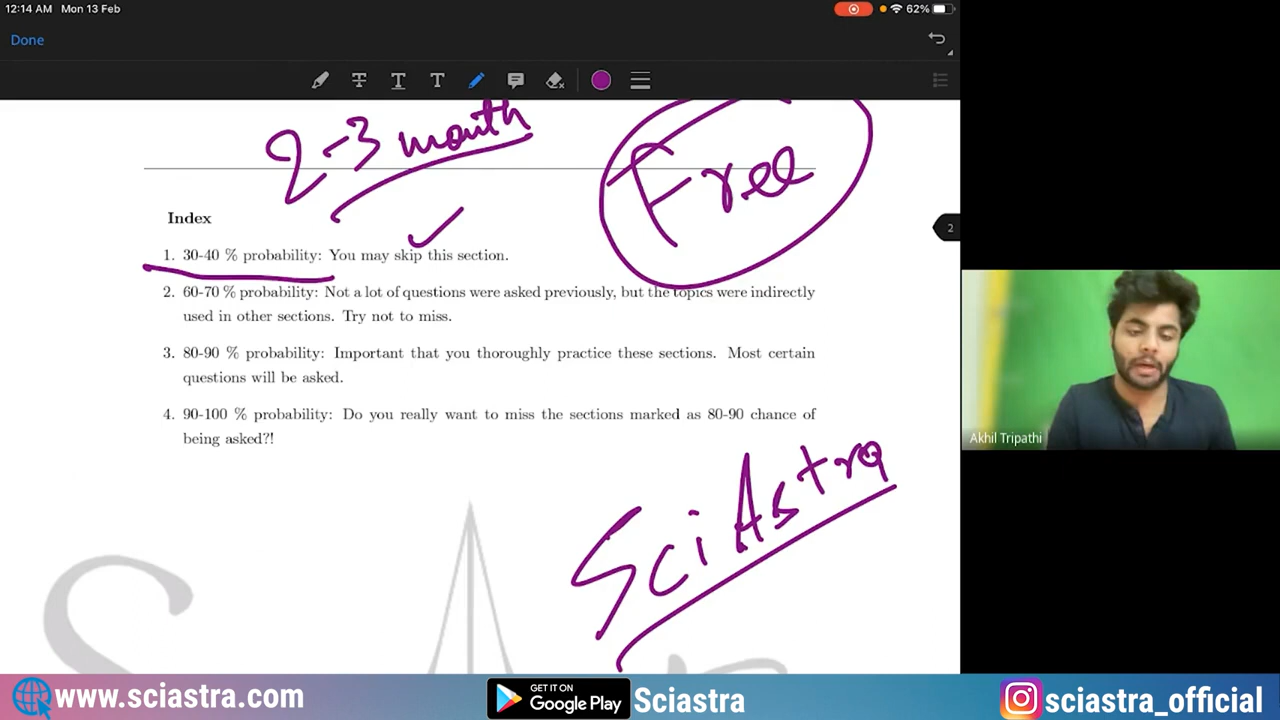 12:14 AM Mon 13 Feb
62%
Done
T T T
2-3 month
Free
Index
2
1. 30-40 % probability: You may skip this section.
2. 60-70 % probability: Not a lot of questions were asked previously, but the topics were indirectly
used in other sections. Try not to miss.
3. 80-90 % probability: Important that you thoroughly practice these sections. Most certain
questions will be asked.
4. 90-100 % probability: Do you really want to miss the sections marked as 80-90 chance of
being asked?!
Akhil Tripathi
SciAstra
www.sciastra.com
GET IT ON
Google Play
Sciastra
sciastra_official